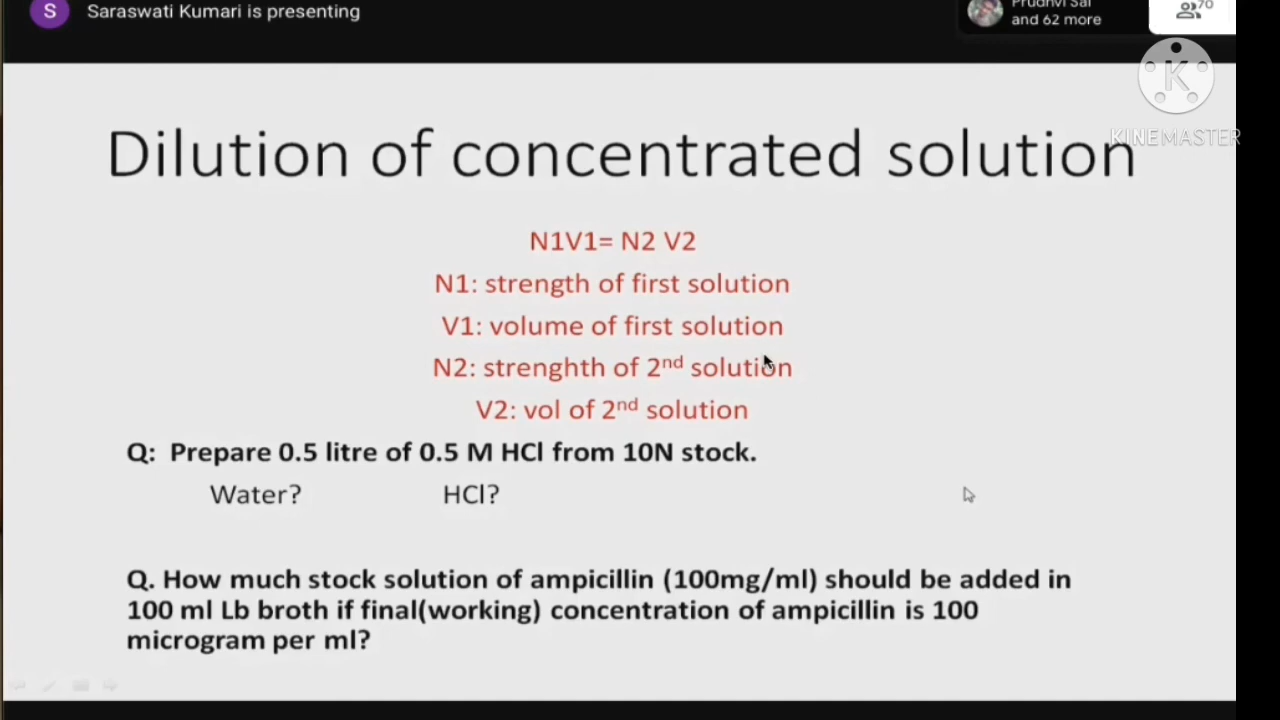 S Saraswati Kumari is presenting
Prudhvi Sai
and 62 more
70
K
KINEMASTER
Dilution of concentrated solution
N1V1= N2 V2
N1: strength of first solution
V1: volume of first solution
N2: strenghth of 2nd solution
V2: vol of 2nd solution
Q: Prepare 0.5 litre of 0.5 M HCl from 10N stock.
Water? HCl?
Q. How much stock solution of ampicillin (100mg/ml) should be added in
100 ml Lb broth if final(working) concentration of ampicillin is 100
microgram per ml?